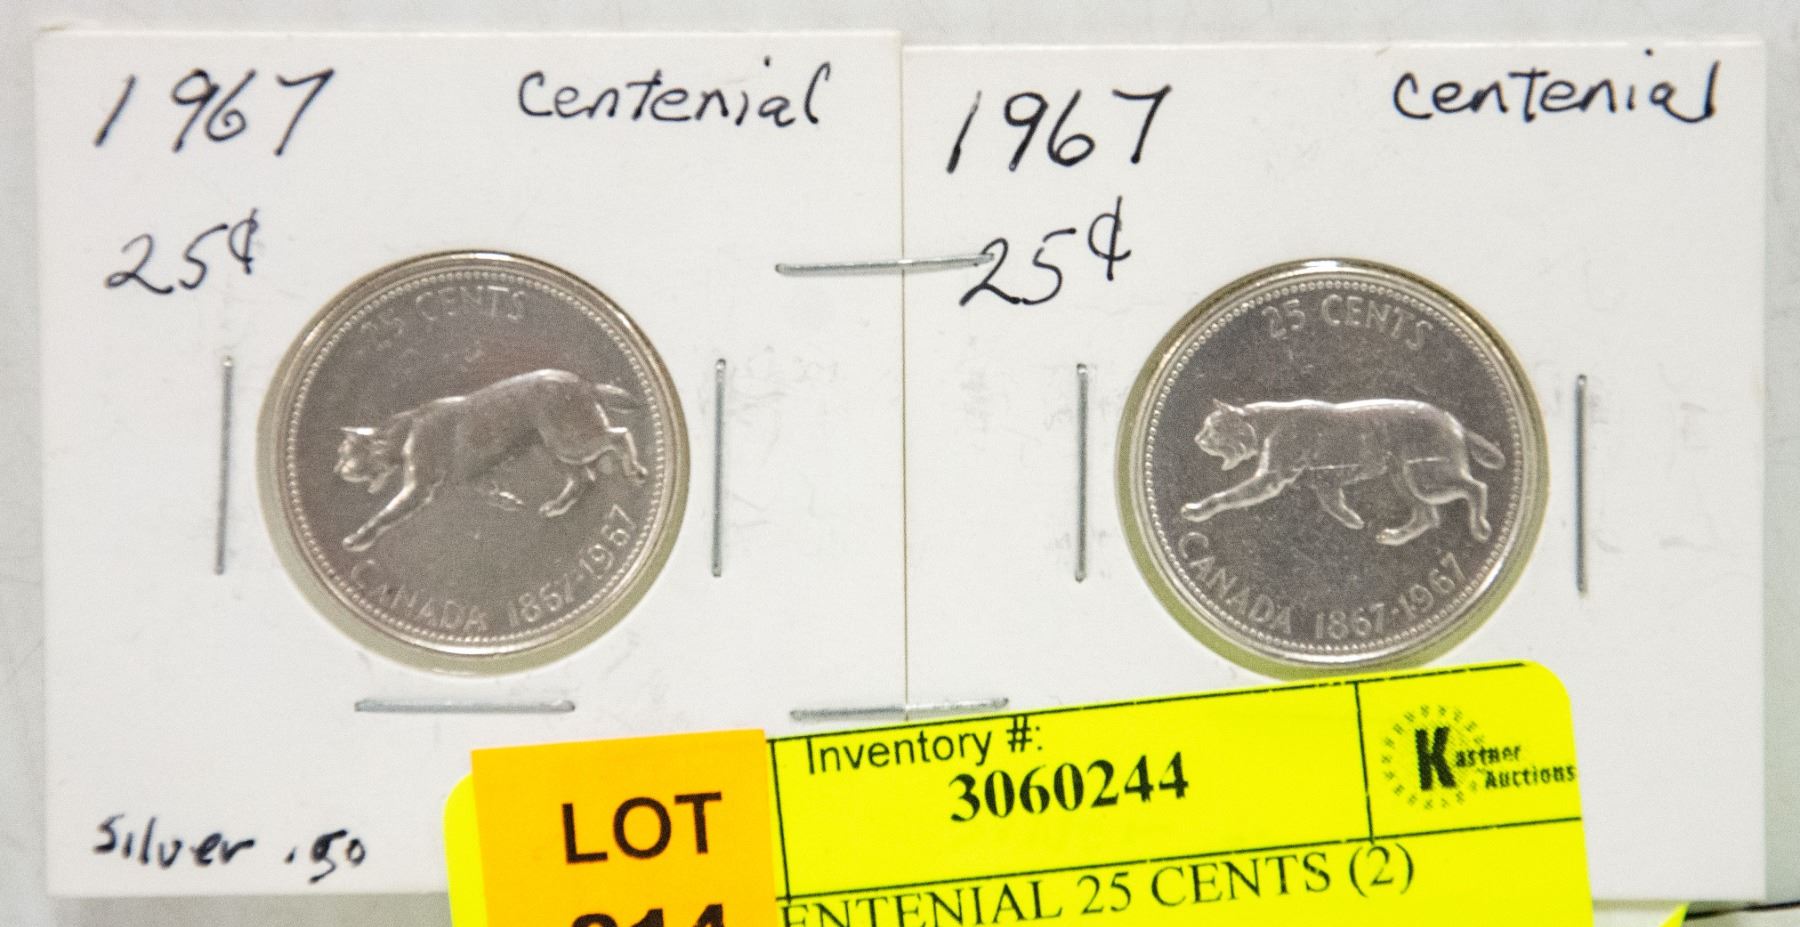 1967 Centenial
25¢
25 CENTS
CANADA 1867-1967
Silver .50
1967 Centenial
25¢
25 CENTS
CANADA 1867-1967
LOT
Inventory #:
3060244
Kastner
Auctions
ENTENIAL 25 CENTS (2)